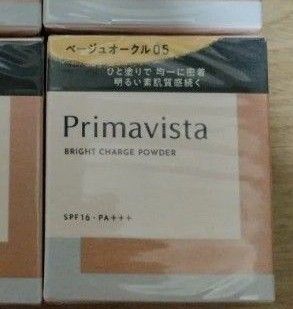 ベージュオークル05
ひと塗りで均一に密着
明るい素肌質感続く
Primavista
BRIGHT CHARGE POWDER
SPF16・PA+++